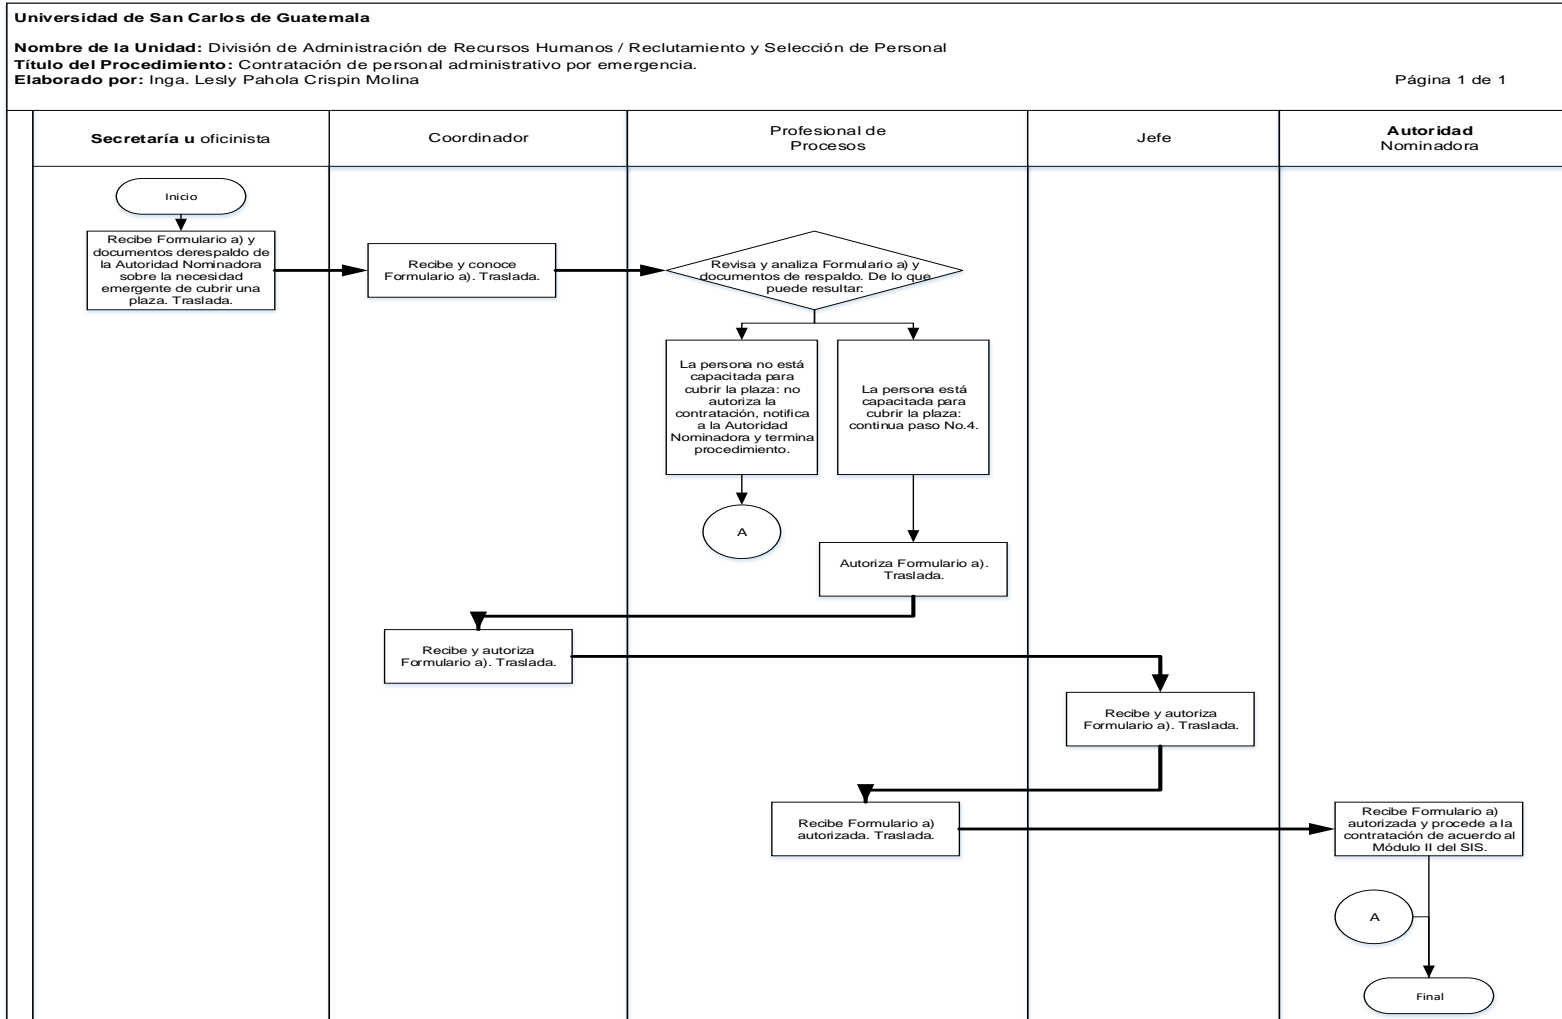 Universidad de San Carlos de Guatemala
Nombre de la Unidad: División de Administración de Recursos Humanos / Reclutamiento y Selección de Personal
Título del Procedimiento: Contratación de personal administrativo por emergencia.
Elaborado por: Inga. Lesly Pahola Crispin Molina
Página 1 de 1
Secretaría u oficinista
Coordinador
Profesional de
Procesos
Jefe
Autoridad
Nominadora
Inicio
Recibe Formulario a) y
documentos derespaldo de
la Autoridad Nominadora
sobre la necesidad
emergente de cubrir una
plaza. Traslada.
Recibe y conoce
Formulario a). Traslada.
Revisa y analiza Formulario a) y
documentos de respaldo. De lo que
puede resultar:
La persona no está
capacitada para
cubrir la plaza: no
autoriza la
contratación, notifica
a la Autoridad
Nominadora y termina
procedimiento.
La persona está
capacitada para
cubrir la plaza:
continua paso No.4.
A
Autoriza Formulario a).
Traslada.
Recibe y autoriza
Formulario a). Traslada.
Recibe y autoriza
Formulario a). Traslada.
Recibe Formulario a)
autorizada. Traslada.
Recibe Formulario a)
autorizada y procede a la
contratación de acuerdo al
Módulo II del SIS.
A
Final